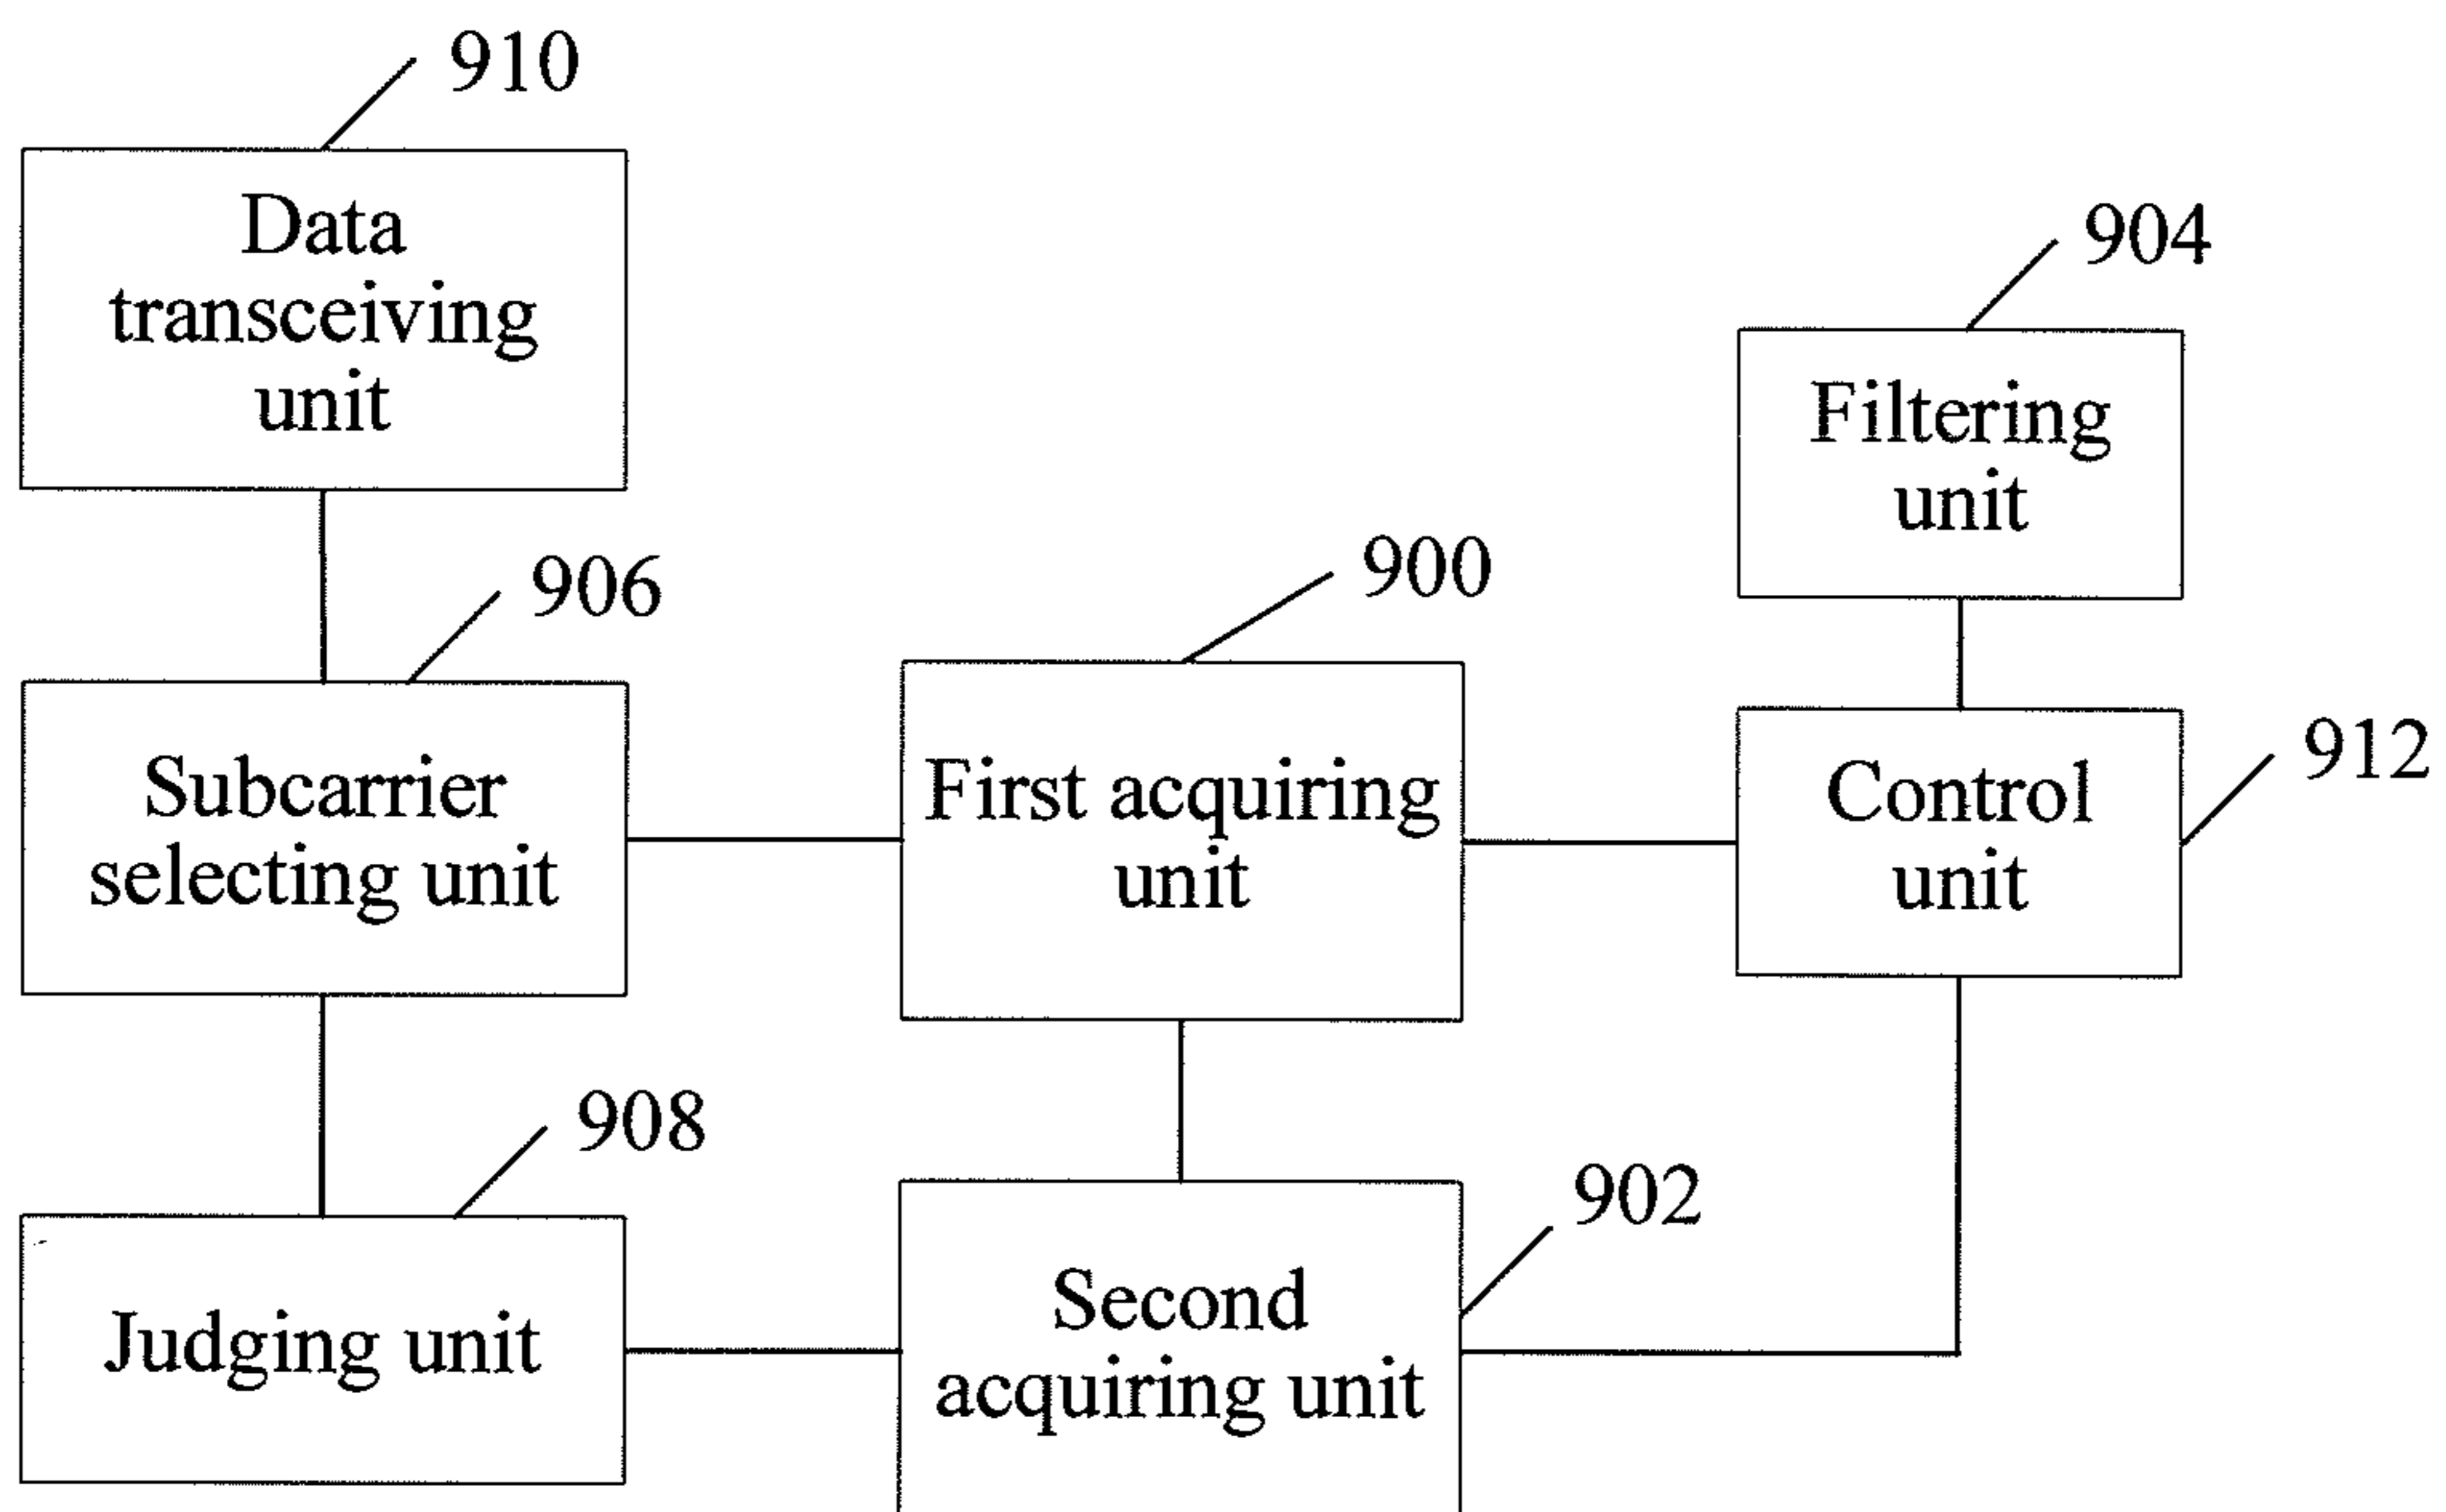 910
Data
transceiving
unit
904
Filtering
unit
906
Subcarrier
selecting unit
900
First acquiring
unit
912
Control
unit
908
Judging unit
902
Second
acquiring unit